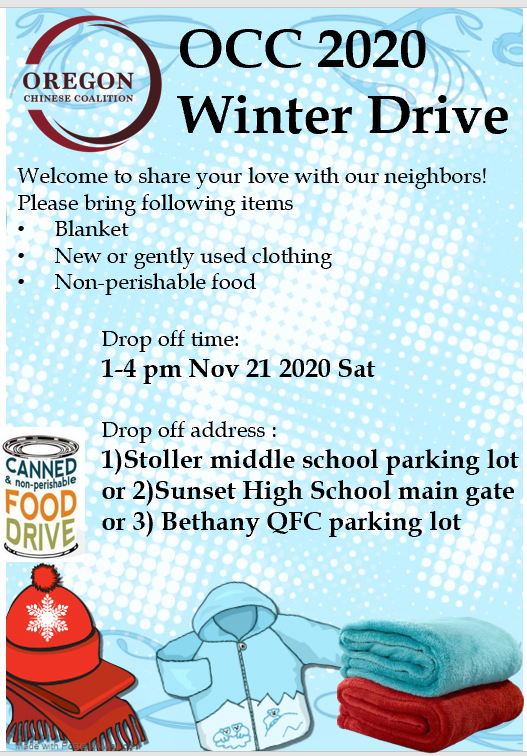 OREGON
CHINESE COALITION
OCC 2020
Winter Drive
Welcome to share your love with our neighbors!
Please bring following items
• Blanket
• New or gently used clothing
• Non-perishable food
Drop off time:
1-4 pm Nov 21 2020 Sat
Drop off address :
1)Stoller middle school parking lot
or 2)Sunset High School main gate
or 3) Bethany QFC parking lot
CANNED
& non-perishable
FOOD
DRIVE
Made with